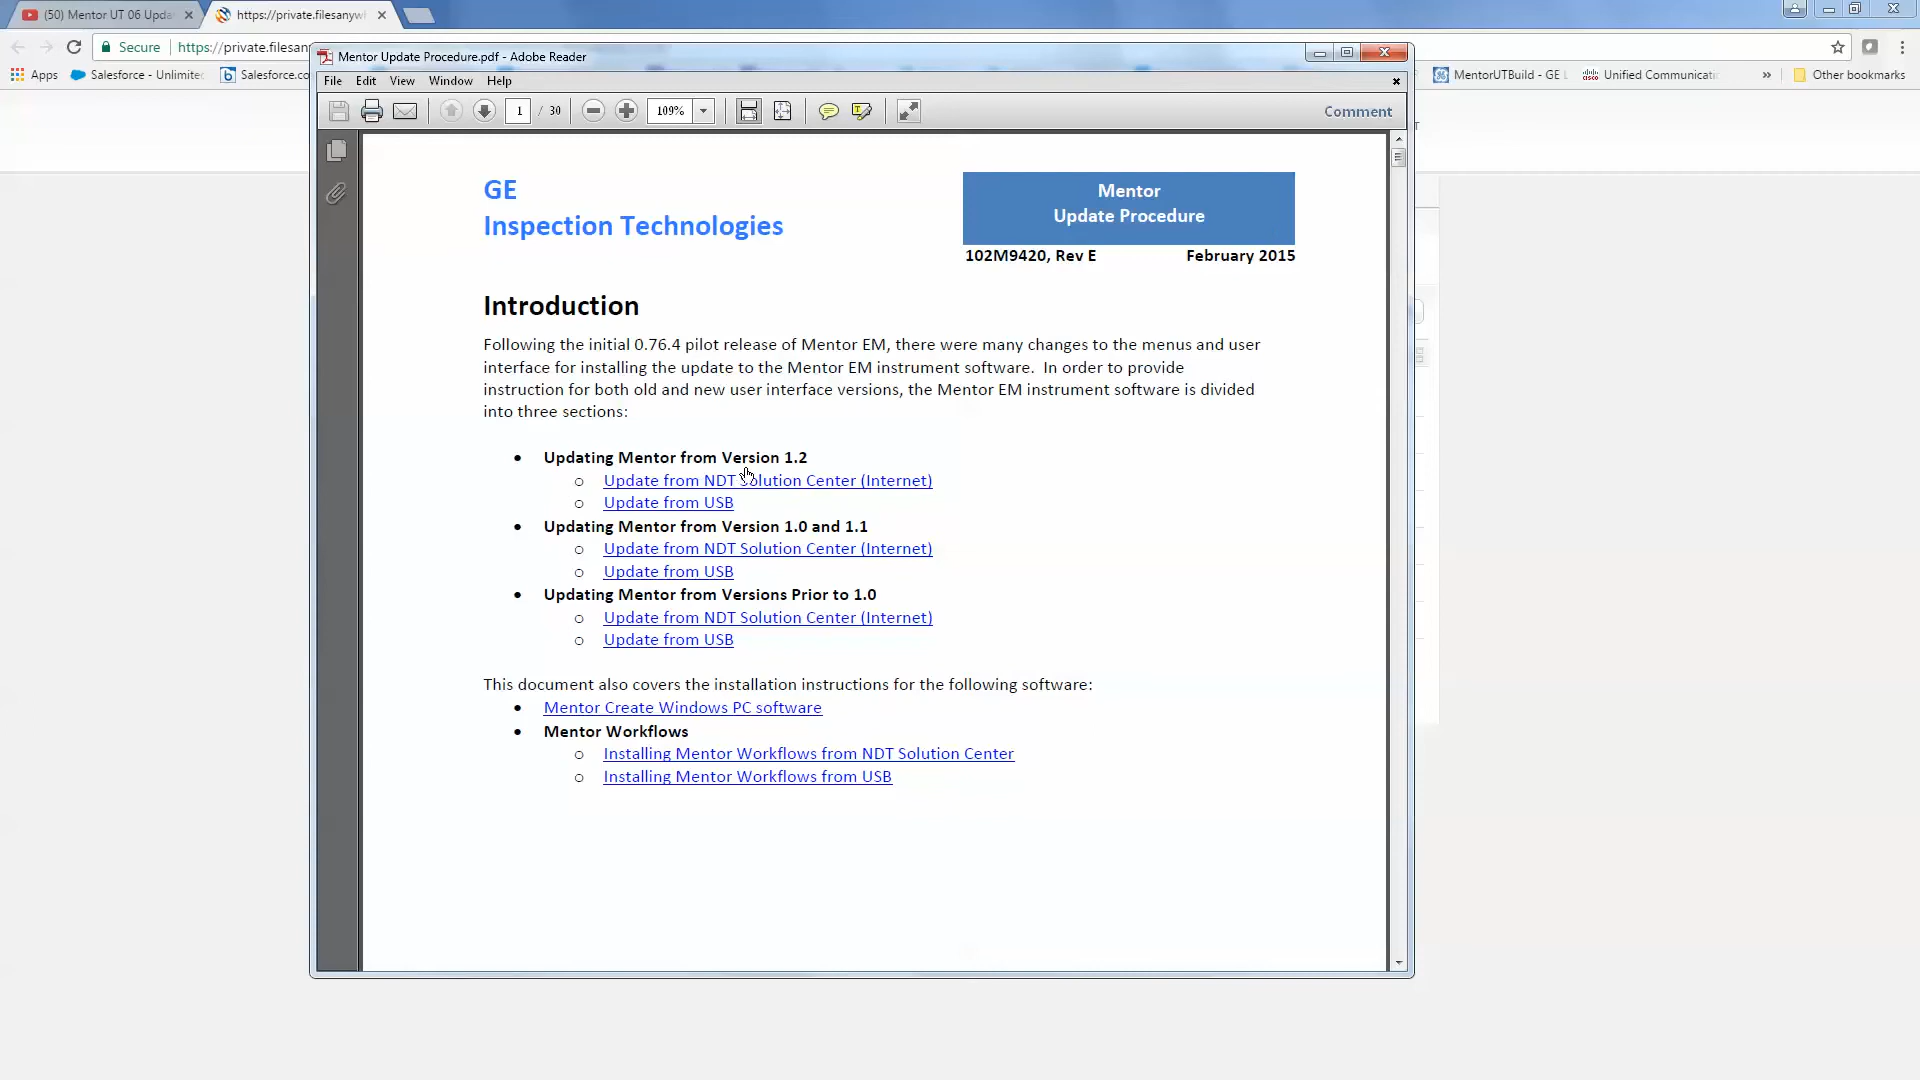 (50) Mentor UT 06 Upda
https://private.filesanyw
Secure
https://private.filesan
Apps
Salesforce - Unlimite
Salesforce.co
MentorUTBuild - GE
Unified Communicati
»
Other bookmarks
Mentor Update Procedure.pdf - Adobe Reader
File Edit View Window Help
1 / 30
109%
Comment
GE
Inspection Technologies
Mentor
Update Procedure
102M9420, Rev E
February 2015
Introduction
Following the initial 0.76.4 pilot release of Mentor EM, there were many changes to the menus and user
interface for installing the update to the Mentor EM instrument software. In order to provide
instruction for both old and new user interface versions, the Mentor EM instrument software is divided
into three sections:
• Updating Mentor from Version 1.2
o Update from NDT Solution Center (Internet)
o Update from USB
• Updating Mentor from Version 1.0 and 1.1
o Update from NDT Solution Center (Internet)
o Update from USB
• Updating Mentor from Versions Prior to 1.0
o Update from NDT Solution Center (Internet)
o Update from USB
This document also covers the installation instructions for the following software:
• Mentor Create Windows PC software
• Mentor Workflows
o Installing Mentor Workflows from NDT Solution Center
o Installing Mentor Workflows from USB